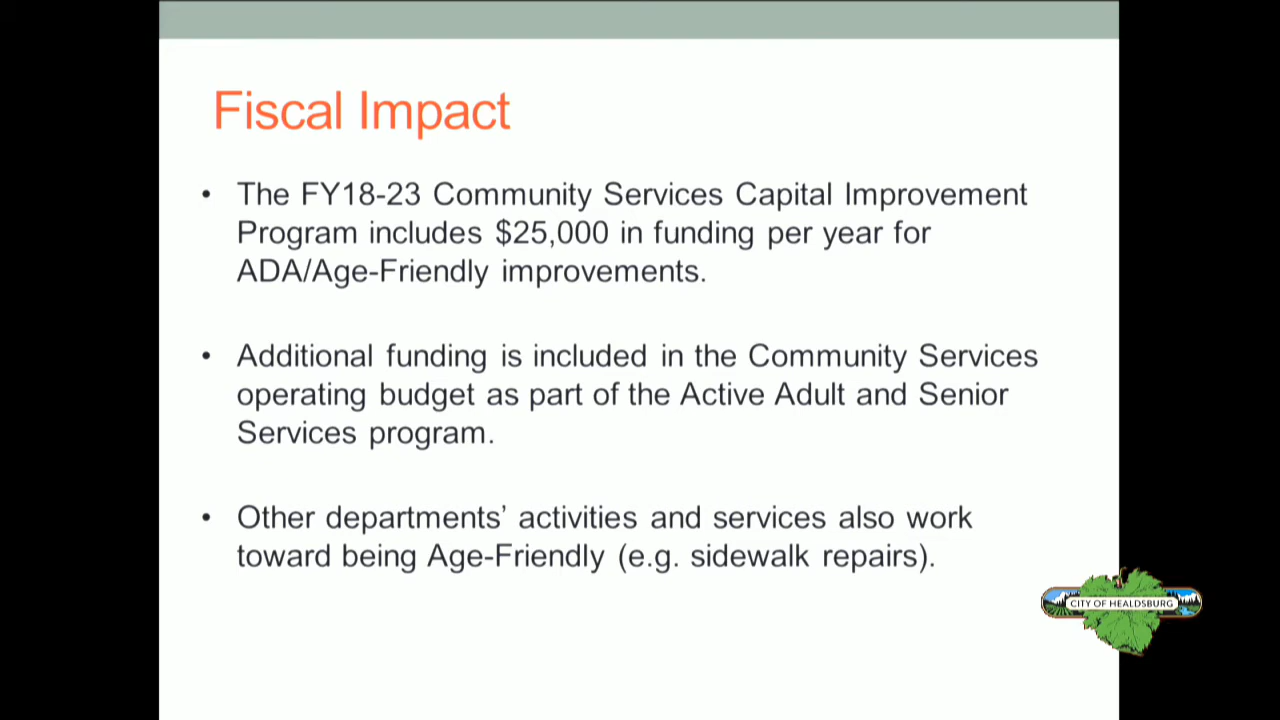 Fiscal Impact
• The FY18-23 Community Services Capital Improvement
Program includes $25,000 in funding per year for
ADA/Age-Friendly improvements.
• Additional funding is included in the Community Services
operating budget as part of the Active Adult and Senior
Services program.
• Other departments’ activities and services also work
toward being Age-Friendly (e.g. sidewalk repairs).
CITY OF HEALDSBURG